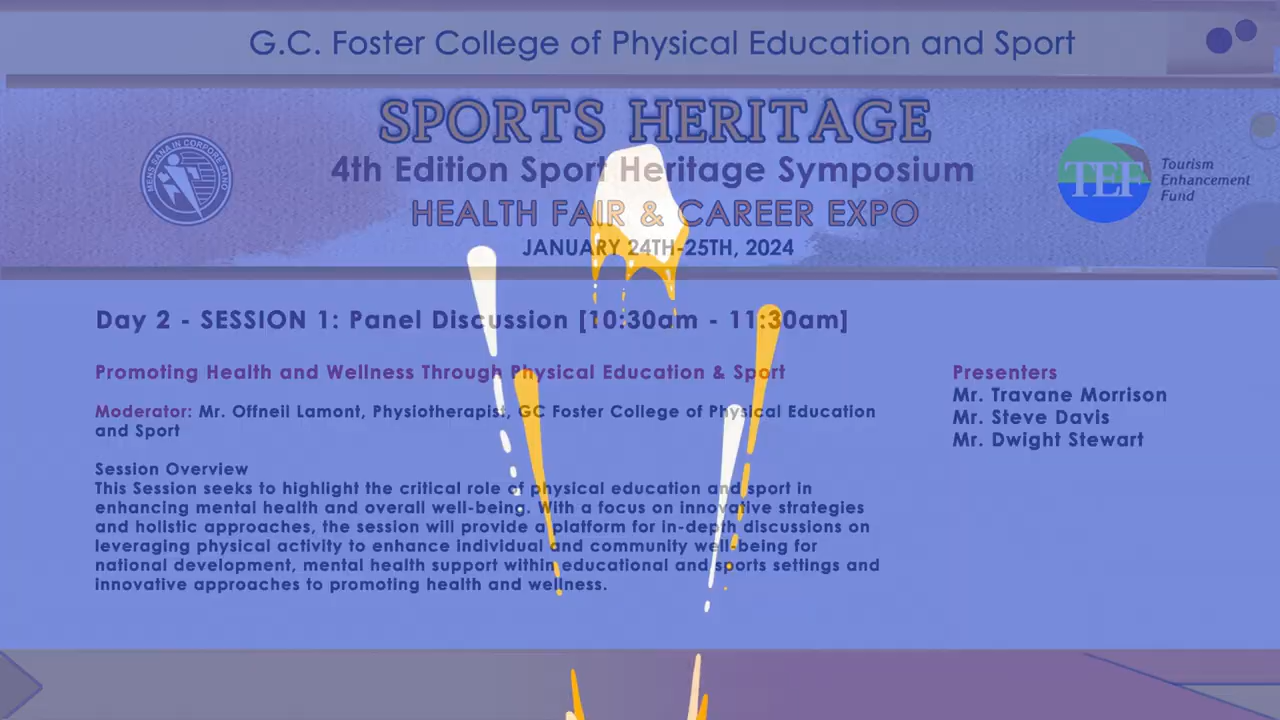 G.C. Foster College of Physical Education and Sport
SPORTS HERITAGE
4th Edition Sport Heritage Symposium
HEALTH FAIR & CAREER EXPO
JANUARY 24TH-25TH, 2024
MENS SANA IN CORPORE SANO
TEF
Tourism
Enhancement
Fund
Day 2 - SESSION 1: Panel Discussion [10:30am - 11:30am]
Promoting Health and Wellness Through Physical Education & Sport
Moderator: Mr. Offneil Lamont, Physiotherapist, GC Foster College of Physical Education
and Sport
Session Overview
This Session seeks to highlight the critical role of physical education and sport in
enhancing mental health and overall well-being. With a focus on innovative strategies
and holistic approaches, the session will provide a platform for in-depth discussions on
leveraging physical activity to enhance individual and community well-being for
national development, mental health support within educational and sports settings and
innovative approaches to promoting health and wellness.
Presenters
Mr. Travane Morrison
Mr. Steve Davis
Mr. Dwight Stewart